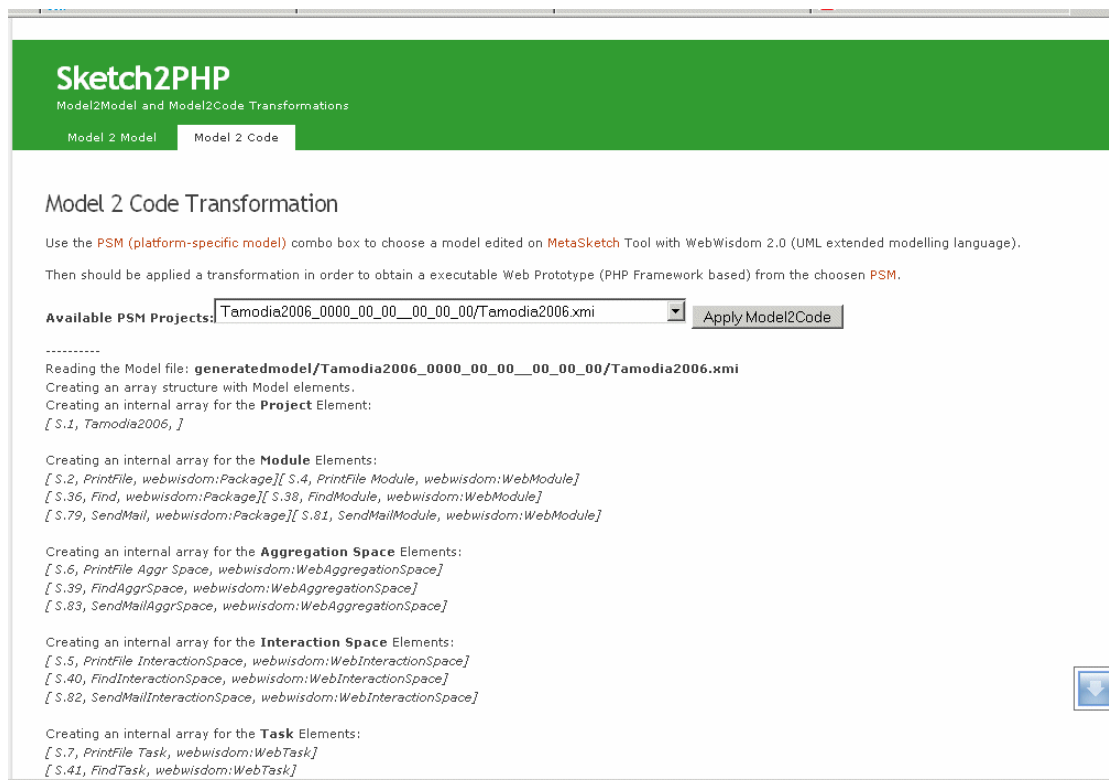 Sketch2PHP
Model2Model and Model2Code Transformations
Model 2 Model Model 2 Code
Model 2 Code Transformation
Use the PSM (platform-specific model) combo box to choose a model edited on MetaSketch Tool with WebWisdom 2.0 (UML extended modelling language).
Then should be applied a transformation in order to obtain a executable Web Prototype (PHP Framework based) from the choosen PSM.
Available PSM Projects: Tamodia2006_0000_00_00__00_00_00/Tamodia2006.xmi Apply Model2Code
----------
Reading the Model file: generatedmodel/Tamodia2006_0000_00_00__00_00_00/Tamodia2006.xmi
Creating an array structure with Model elements.
Creating an internal array for the Project Element:
[ S.1, Tamodia2006, ]
Creating an internal array for the Module Elements:
[ S.2, PrintFile, webwisdom:Package][ S.4, PrintFile Module, webwisdom:WebModule]
[ S.36, Find, webwisdom:Package][ S.38, FindModule, webwisdom:WebModule]
[ S.79, SendMail, webwisdom:Package][ S.81, SendMailModule, webwisdom:WebModule]
Creating an internal array for the Aggregation Space Elements:
[ S.6, PrintFile Aggr Space, webwisdom:WebAggregationSpace]
[ S.39, FindAggrSpace, webwisdom:WebAggregationSpace]
[ S.83, SendMailAggrSpace, webwisdom:WebAggregationSpace]
Creating an internal array for the Interaction Space Elements:
[ S.5, PrintFile InteractionSpace, webwisdom:WebInteractionSpace]
[ S.40, FindInteractionSpace, webwisdom:WebInteractionSpace]
[ S.82, SendMailInteractionSpace, webwisdom:WebInteractionSpace]
Creating an internal array for the Task Elements:
[ S.7, PrintFile Task, webwisdom:WebTask]
[ S.41, FindTask, webwisdom:WebTask]